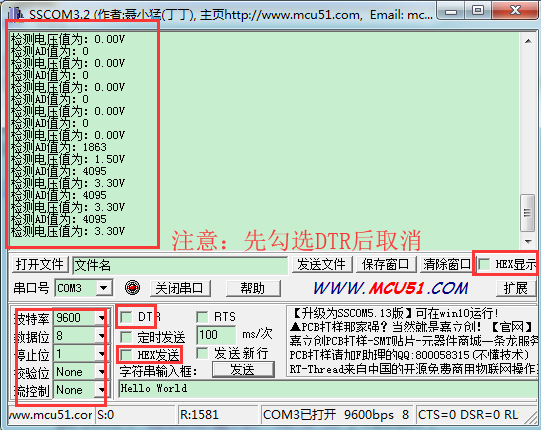 SSCOM3.2 (作者:聂小猛(丁丁), 主页http://www.mcu51.com, Email: mc...
检测电压值为: 0.00V
检测AD值为: 0
检测电压值为: 0.00V
检测AD值为: 0
检测电压值为: 0.00V
检测AD值为: 0
检测电压值为: 0.00V
检测AD值为: 0
检测电压值为: 0.00V
检测AD值为: 1863
检测电压值为: 1.50V
检测AD值为: 4095
检测电压值为: 3.30V
检测AD值为: 4095
检测电压值为: 3.30V
检测AD值为: 4095
检测电压值为: 3.30V
注意：先勾选DTR后取消
打开文件 文件名 发送文件 保存窗口 清除窗口 HEX显示
串口号 COM3 关闭串口 帮助 WWW.MCU51.COM 扩展
波特率 9600 DTR RTS
数据位 8 定时发送 100 ms/次
停止位 1 HEX发送 发送新行
校验位 None 字符串输入框: 发送
流控制 None Hello World
【升级为SSCOM5.13版】可在win10运行!
▲PCB打样那家强？当然就是嘉立创!【官网】
嘉立创PCB打样-SMT贴片-元器件商城一条龙服务
PCB打样请加F助理的QQ:800058315(不懂技术)
RT-Thread来自中国的开源免费商用物联网操作
www.mcu51.cor S:0 R:1581 COM3已打开 9600bps 8 CTS=0 DSR=0 RL